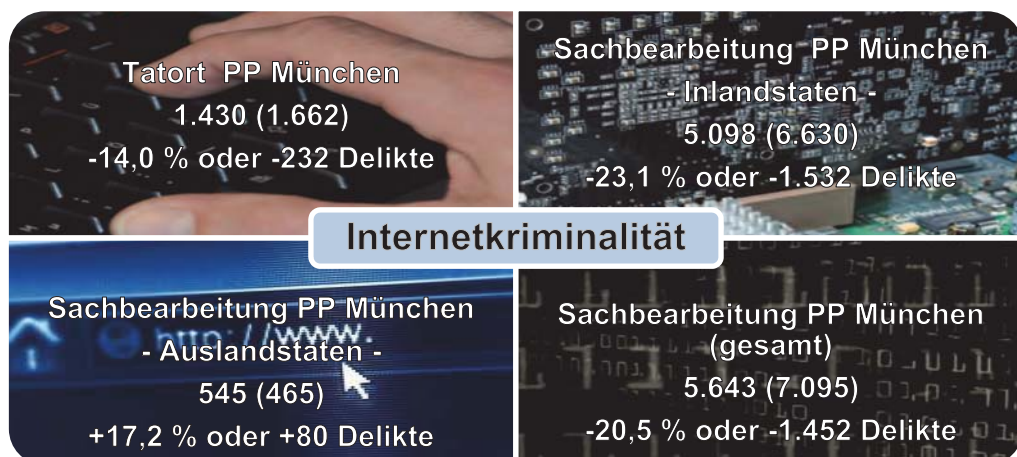 Tatort PP München
1.430 (1.662)
-14,0 % oder -232 Delikte
Sachbearbeitung PP München
- Inlandstaten -
5.098 (6.630)
-23,1 % oder -1.532 Delikte
Internetkriminalität
Sachbearbeitung PP München
- Auslandstaten -
545 (465)
+17,2 % oder +80 Delikte
http://www.
Sachbearbeitung PP München
(gesamt)
5.643 (7.095)
-20,5 % oder -1.452 Delikte